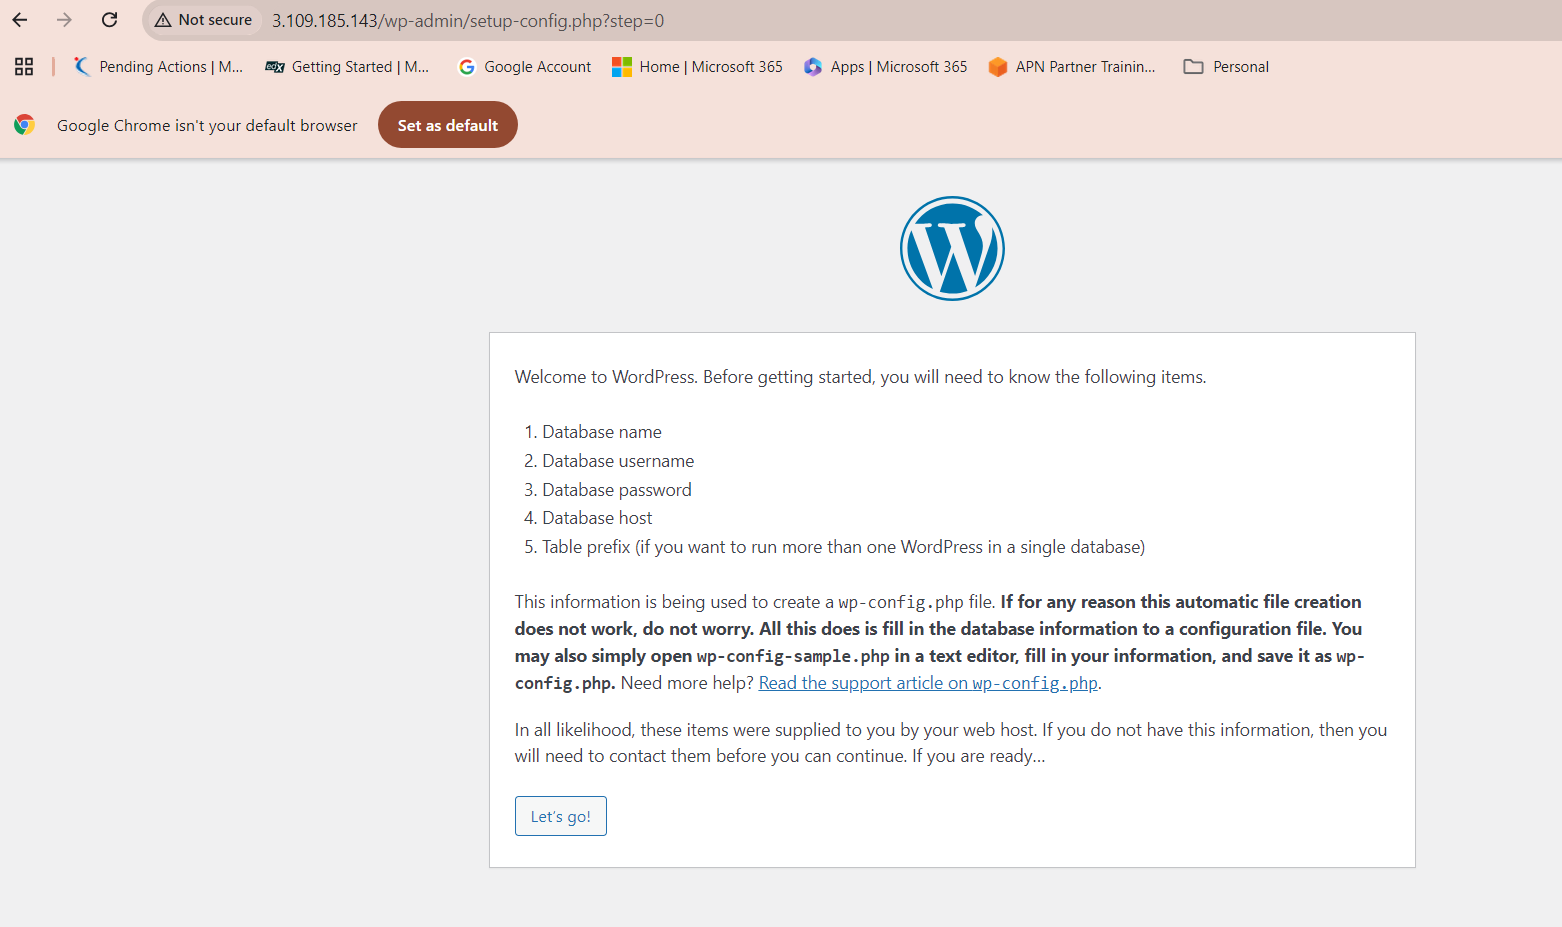 Not secure 3.109.185.143/wp-admin/setup-config.php?step=0
Pending Actions | M... edX Getting Started | M... Google Account Home | Microsoft 365 Apps | Microsoft 365 APN Partner Trainin... Personal
Google Chrome isn't your default browser Set as default
Welcome to WordPress. Before getting started, you will need to know the following items.
1. Database name
2. Database username
3. Database password
4. Database host
5. Table prefix (if you want to run more than one WordPress in a single database)
This information is being used to create a wp-config.php file. If for any reason this automatic file creation
does not work, do not worry. All this does is fill in the database information to a configuration file. You
may also simply open wp-config-sample.php in a text editor, fill in your information, and save it as wp-
config.php. Need more help? Read the support article on wp-config.php.
In all likelihood, these items were supplied to you by your web host. If you do not have this information, then you
will need to contact them before you can continue. If you are ready…
Let’s go!